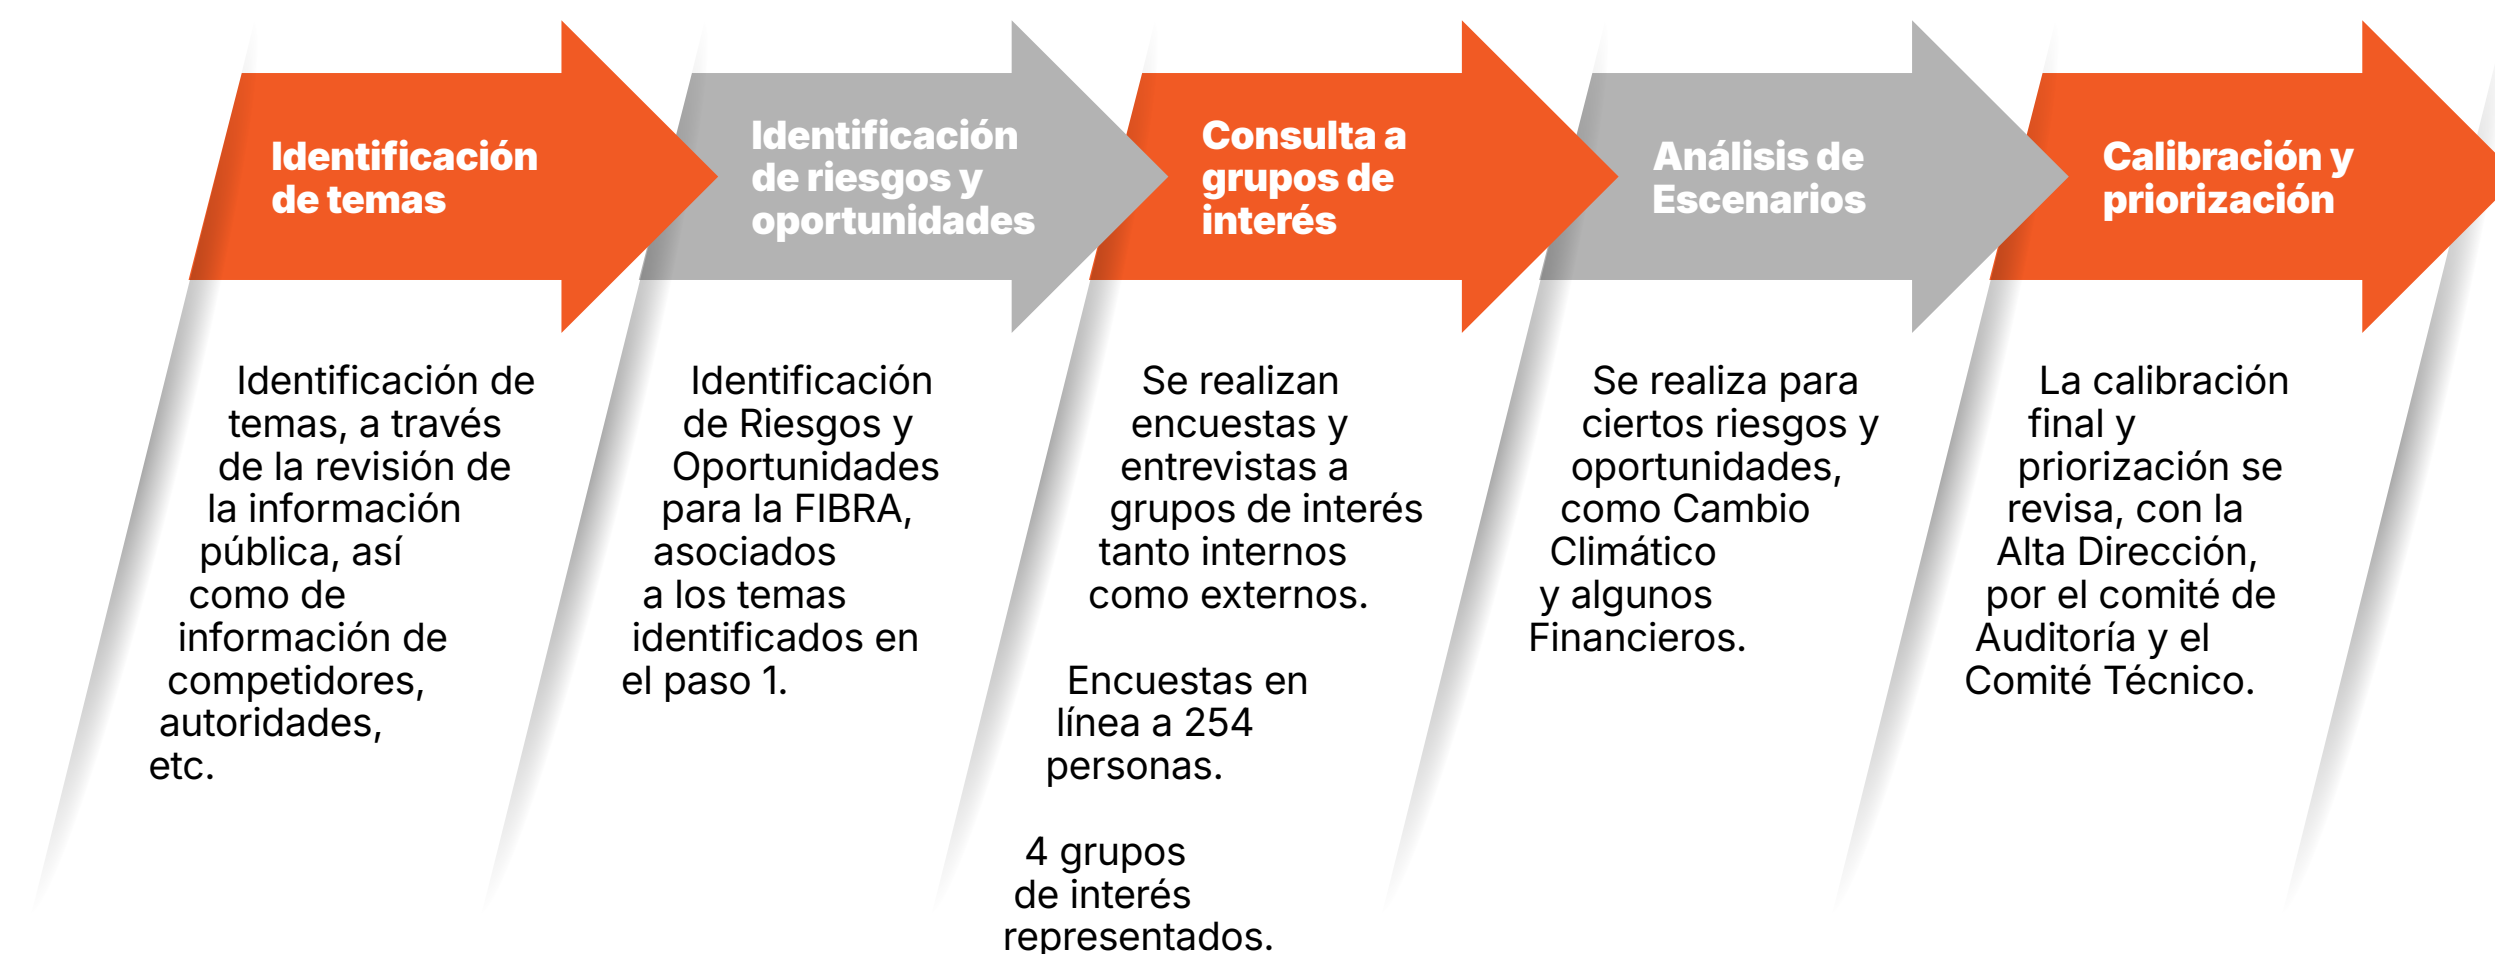 Identificación
de temas
Identificación
de riesgos y
oportunidades
Consulta a
grupos de
interés
Análisis de
Escenarios
Calibración y
priorización
Identificación de
temas, a través
de la revisión de
la información
pública, así
como de
información de
competidores,
autoridades,
etc.
Identificación
de Riesgos y
Oportunidades
para la FIBRA,
asociados
a los temas
identificados en
el paso 1.
Se realizan
encuestas y
entrevistas a
grupos de interés
tanto internos
como externos.
Encuestas en
línea a 254
personas.
4 grupos
de interés
representados.
Se realiza para
ciertos riesgos y
oportunidades,
como Cambio
Climático
y algunos
Financieros.
La calibración
final y
priorización se
revisa, con la
Alta Dirección,
por el comité de
Auditoría y el
Comité Técnico.